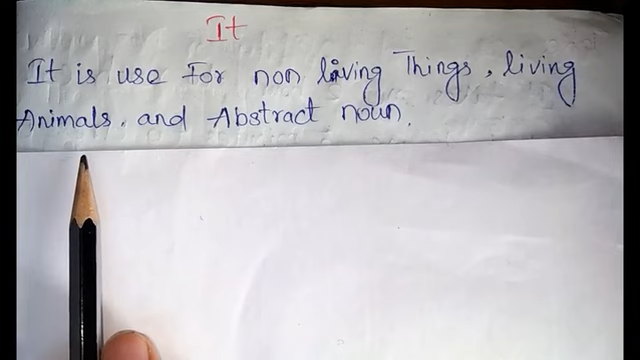 It
It is use For non living Things, living
Animals. and Abstract noun.